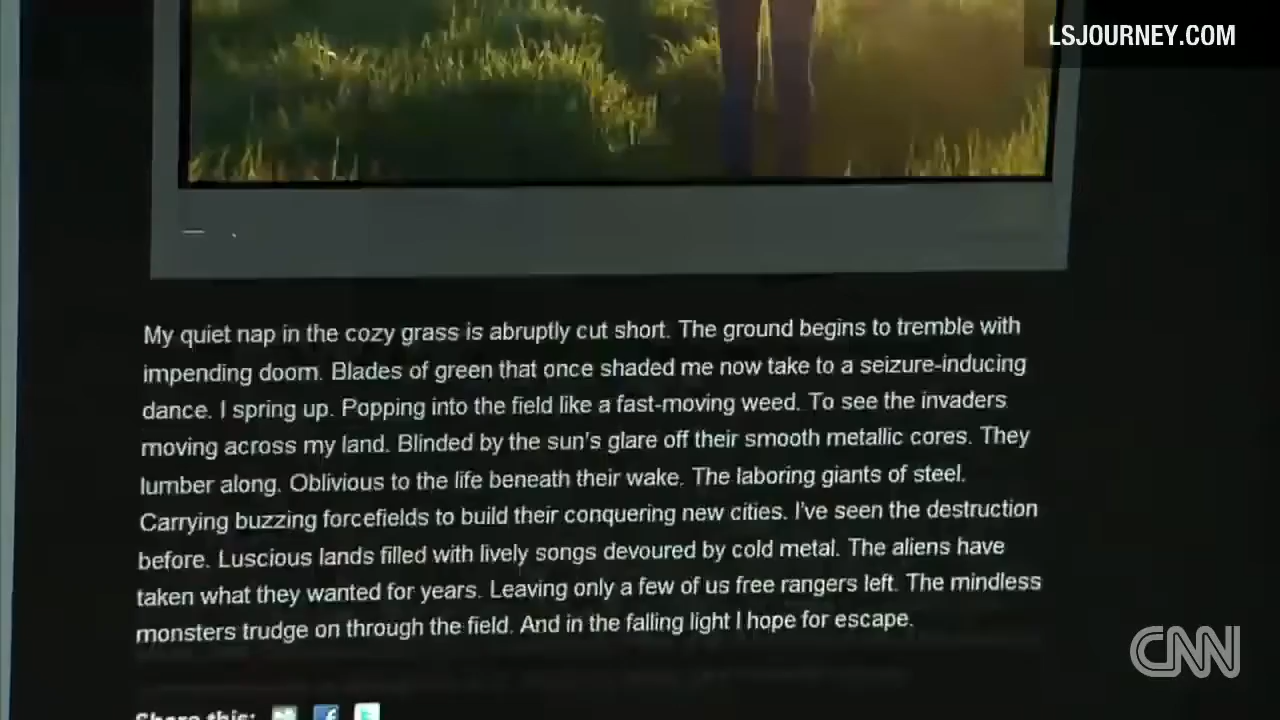 LSJOURNEY.COM
My quiet nap in the cozy grass is abruptly cut short. The ground begins to tremble with
impending doom. Blades of green that once shaded me now take to a seizure-inducing
dance. I spring up. Popping into the field like a fast-moving weed. To see the invaders
moving across my land. Blinded by the sun's glare off their smooth metallic cores. They
lumber along. Oblivious to the life beneath their wake. The laboring giants of steel.
Carrying buzzing forcefields to build their conquering new cities. I've seen the destruction
before. Luscious lands filled with lively songs devoured by cold metal. The aliens have
taken what they wanted for years. Leaving only a few of us free rangers left. The mindless
monsters trudge on through the field. And in the falling light I hope for escape.
CNN
Share this: